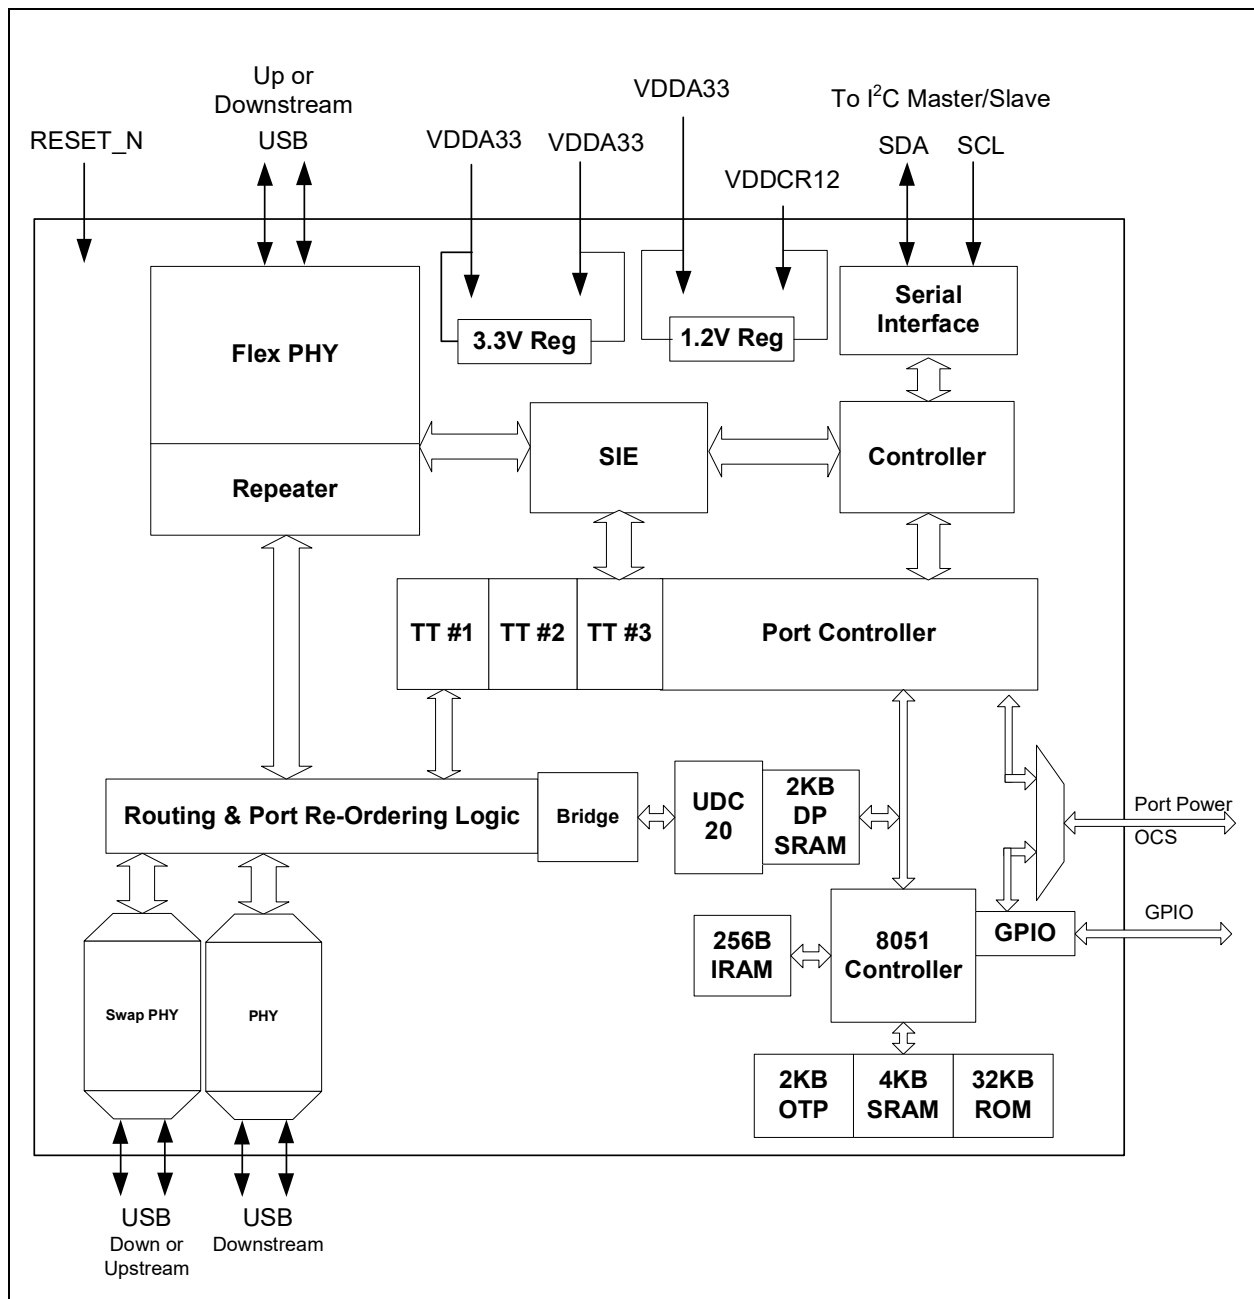 Up or
Downstream
USB
RESET_N
VDDA33
VDDA33
VDDA33
VDDCR12
To I²C Master/Slave
SDA
SCL
Flex PHY
3.3V Reg
1.2V Reg
Serial
Interface
Repeater
SIE
Controller
TT #1
TT #2
TT #3
Port Controller
Routing & Port Re-Ordering Logic
Bridge
UDC
20
2KB
DP
SRAM
Port Power
OCS
256B
IRAM
8051
Controller
GPIO
GPIO
Swap PHY
PHY
2KB
OTP
4KB
SRAM
32KB
ROM
USB
Down or
Upstream
USB
Downstream